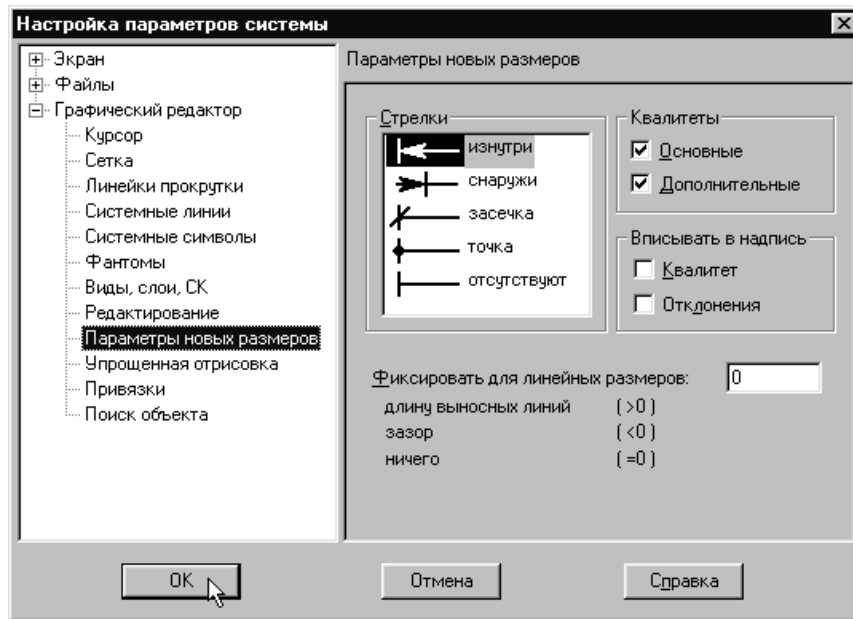 Настройка параметров системы
Экран
Файлы
Графический редактор
Курсор
Сетка
Линейки прокрутки
Системные линии
Системные символы
Фантомы
Виды, слои, СК
Редактирование
Параметры новых размеров
Упрощенная отрисовка
Привязки
Поиск объекта
Параметры новых размеров
Стрелки
изнутри
снаружи
засечка
точка
отсутствуют
Квалитеты
Основные
Дополнительные
Вписывать в надпись
Квалитет
Отклонения
Фиксировать для линейных размеров: 0
длину выносных линий ( >0 )
зазор ( <0 )
ничего ( =0 )
OK
Отмена
Справка